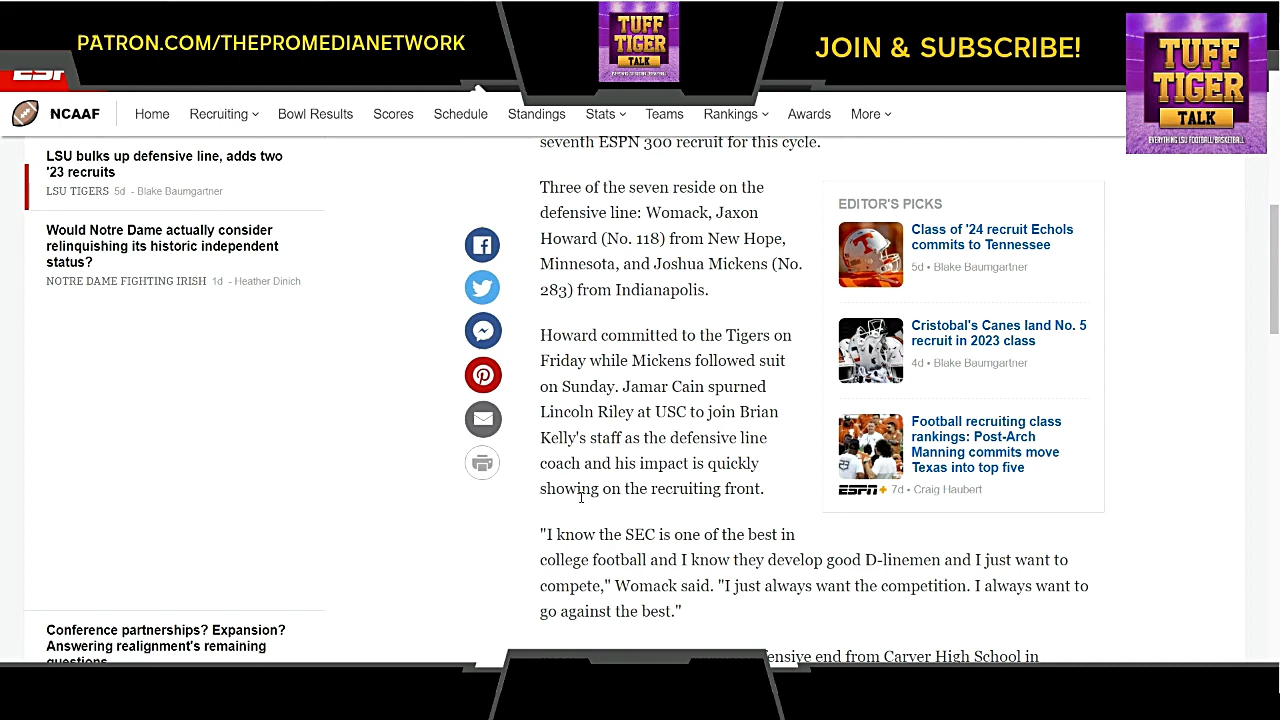 PATRON.COM/THEPROMEDIANETWORK
TUFF
TIGER
TALK
JOIN & SUBSCRIBE!
TUFF
TIGER
TALK
EVERYTHING LSU FOOTBALL/BASKETBALL
NCAAF
Home
Recruiting
Bowl Results
Scores
Schedule
Standings
Stats
Teams
Rankings
Awards
More
LSU bulks up defensive line, adds two
'23 recruits
LSU TIGERS 5d - Blake Baumgartner
Would Notre Dame actually consider
relinquishing its historic independent
status?
NOTRE DAME FIGHTING IRISH 1d - Heather Dinich
Conference partnerships? Expansion?
Answering realignment's remaining
questions
seventh ESPN 300 recruit for this cycle.
Three of the seven reside on the
defensive line: Womack, Jaxon
Howard (No. 118) from New Hope,
Minnesota, and Joshua Mickens (No.
283) from Indianapolis.
Howard committed to the Tigers on
Friday while Mickens followed suit
on Sunday. Jamar Cain spurned
Lincoln Riley at USC to join Brian
Kelly's staff as the defensive line
coach and his impact is quickly
showing on the recruiting front.
"I know the SEC is one of the best in
college football and I know they develop good D-linemen and I just want to
compete," Womack said. "I just always want the competition. I always want to
go against the best."
ensive end from Carver High School in
EDITOR'S PICKS
Class of '24 recruit Echols
commits to Tennessee
5d • Blake Baumgartner
Cristobal's Canes land No. 5
recruit in 2023 class
4d • Blake Baumgartner
Football recruiting class
rankings: Post-Arch
Manning commits move
Texas into top five
ESPN+ 7d • Craig Haubert